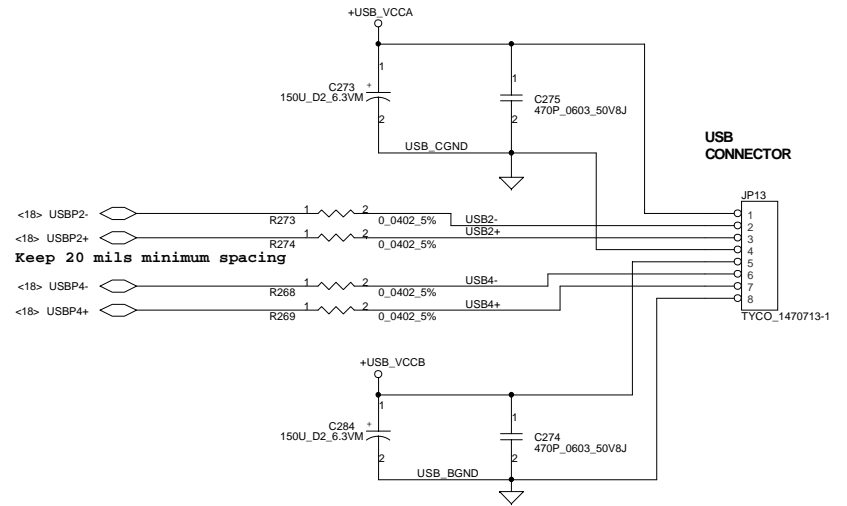 +USB_VCCA
1
1
C273
+
150U_D2_6.3VM
C275
470P_0603_50V8J
2
2
USB_CGND
USB
CONNECTOR
JP13
<18> USBP2-
R273
1
2
0_0402_5%
USB2-
<18> USBP2+
R274
1
2
0_0402_5%
USB2+
Keep 20 mils minimum spacing
<18> USBP4-
R268
1
2
0_0402_5%
USB4-
<18> USBP4+
R269
1
2
0_0402_5%
USB4+
1
2
3
4
5
6
7
8
TYCO_1470713-1
+USB_VCCB
1
1
C284
+
150U_D2_6.3VM
C274
470P_0603_50V8J
2
2
USB_BGND